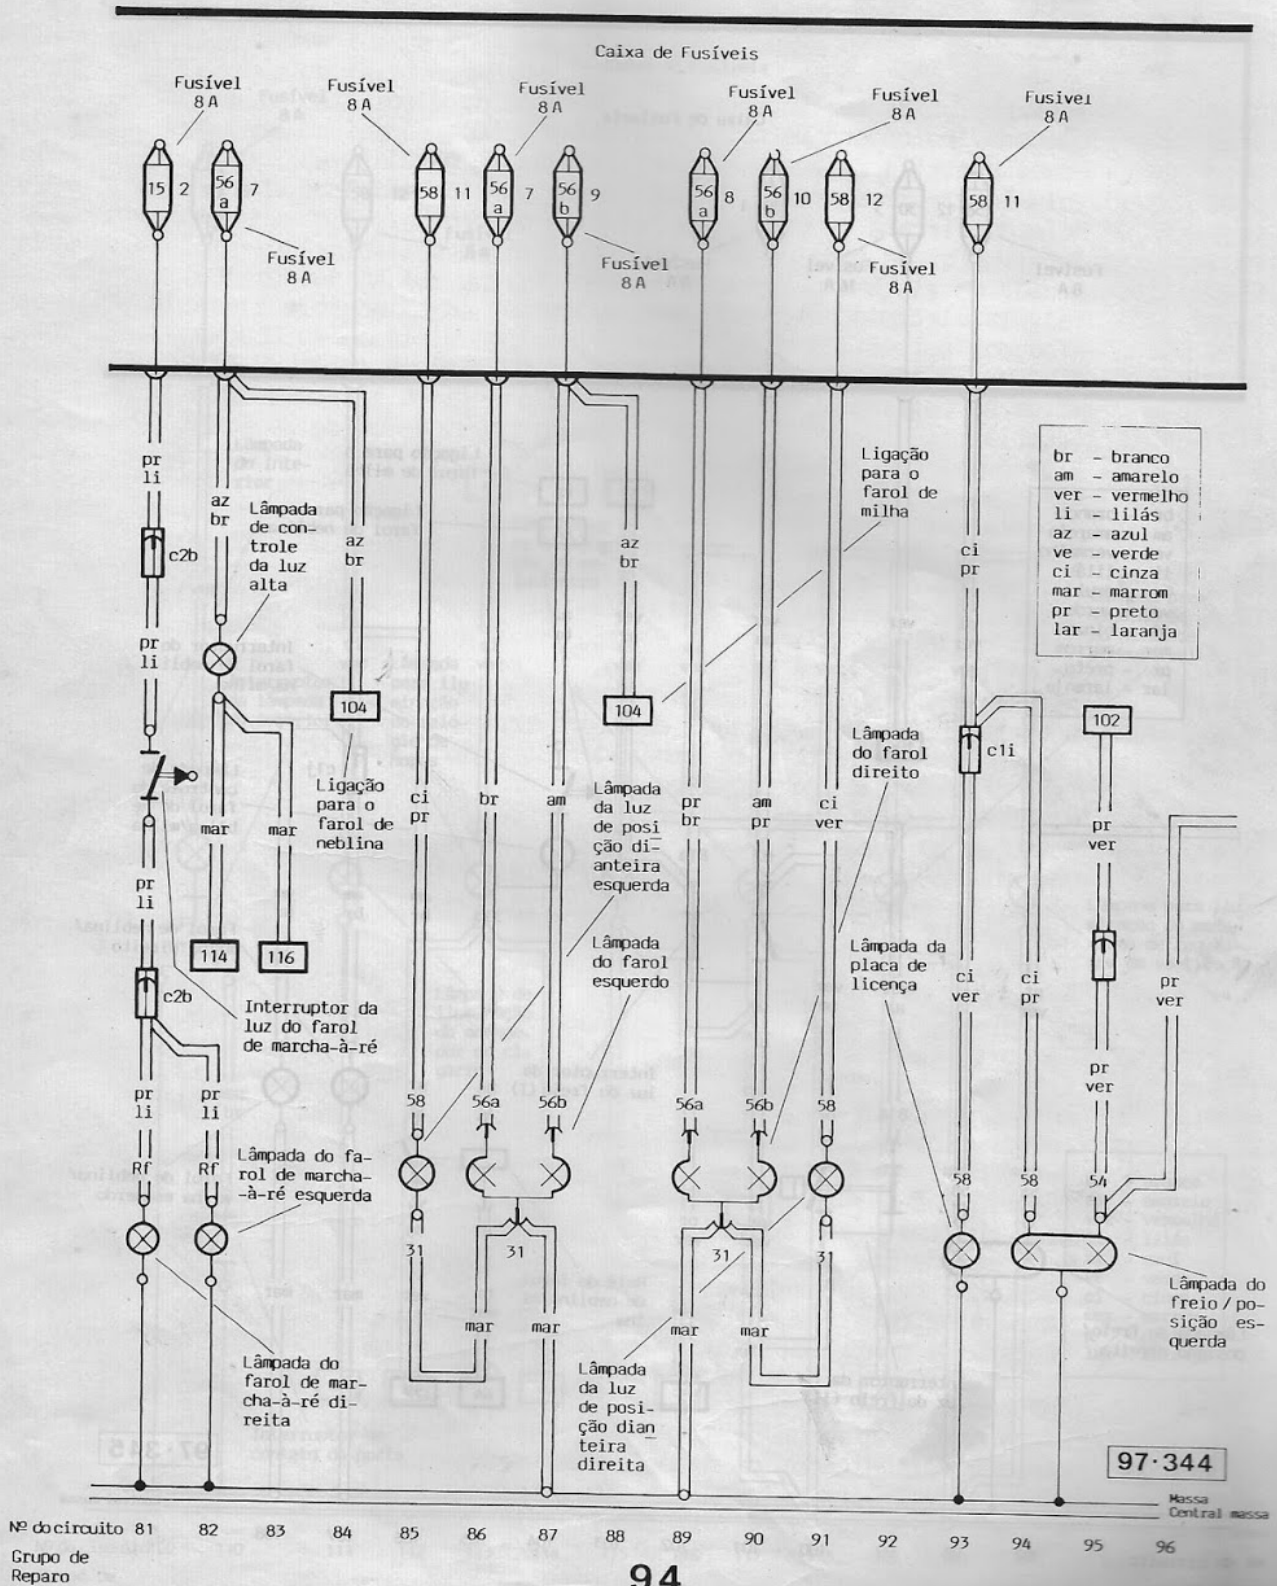 Caixa de Fusíveis
Fusível
8 A
Fusível
8 A
Fusível
8 A
Fusível
8 A
Fusível
8 A
Fusivel
8 A
15 2
56
a 7
58 11
56
a 7
56
b 9
56
a 8
56
b 10
58 12
58 11
Fusível
8 A
Fusível
8 A
Fusível
8 A
pr
li
az
br
Lâmpada
de con-
trole
da luz
alta
az
br
az
br
Ligação
para o
farol de
milha
ci
pr
br - branco
am - amarelo
ver - vermelho
li - lilás
az - azul
ve - verde
ci - cinza
mar - marrom
pr - preto
lar - laranja
c2b
pr
li
104
104
102
c1i
Lâmpada
do farol
direito
mar
mar
Ligação
para o
farol de
neblina
ci
pr
br
am
Lâmpada
da luz
de posi
ção di-
anteira
esquerda
pr
br
am
pr
ci
ver
pr
ver
pr
li
114
116
Lâmpada
do farol
esquerdo
Lâmpada da
placa de
licença
ci
ver
ci
pr
pr
ver
c2b
Interruptor da
luz do farol
de marcha-à-ré
pr
li
pr
li
pr
ver
58
56a
56b
56a
56b
58
Rf
Rf
Lâmpada do fa-
rol de marcha-
-à-ré esquerda
58
58
54
31
31
31
31
mar
mar
mar
mar
Lâmpada do
freio / po-
sição es-
querda
Lâmpada do
farol de mar-
cha-à-ré di-
reita
Lâmpada
da luz
de posi-
ção dian
teira
direita
97·344
Massa
Central massa
Nº do circuito 81 82 83 84 85 86 87 88 89 90 91 92 93 94 95 96
Grupo de
Reparo
94